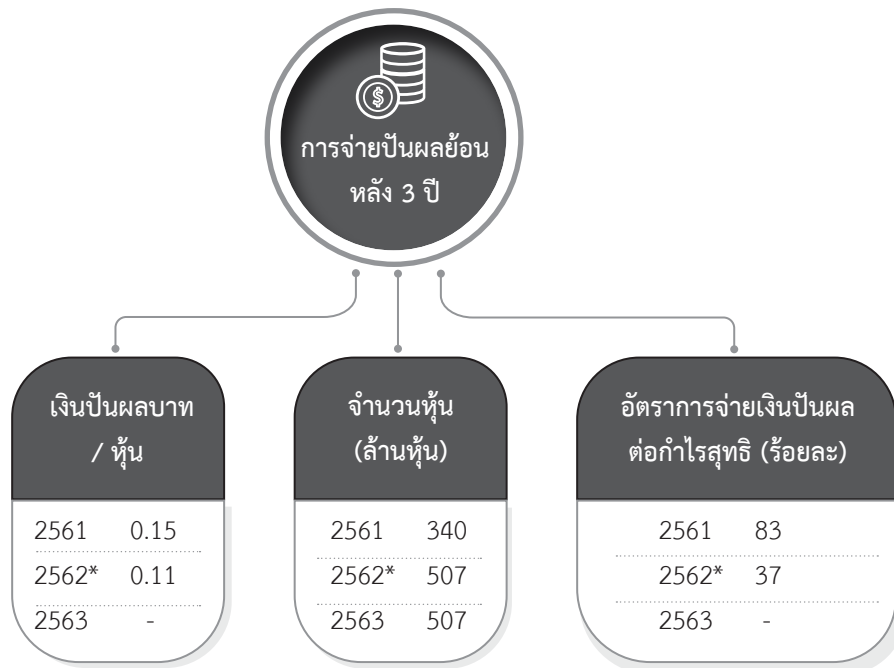 $
การจ่ายปันผลย้อน
หลัง 3 ปี
เงินปันผลบาท
/ หุ้น
2561 0.15
2562* 0.11
2563 -
จำนวนหุ้น
(ล้านหุ้น)
2561 340
2562* 507
2563 507
อัตราการจ่ายเงินปันผล
ต่อกำไรสุทธิ (ร้อยละ)
2561 83
2562* 37
2563 -